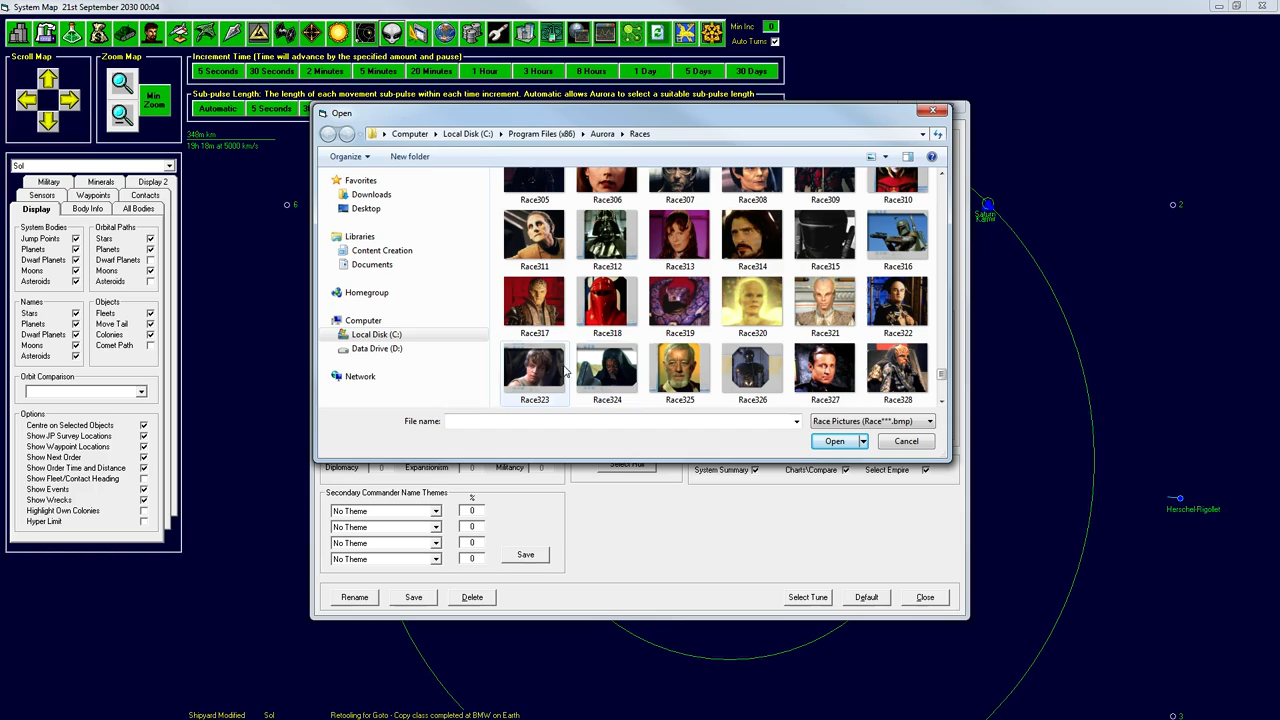 System Map 21st September 2030 00:04
Min Inc 0
Auto Turns
Scroll Map
Zoom Map
Min Zoom
Increment Time (Time will advance by the specified amount and pause)
5 Seconds 30 Seconds 2 Minutes 5 Minutes 20 Minutes 1 Hour 3 Hours 8 Hours 1 Day 5 Days 30 Days
Sub-pulse Length: The length of each movement sub-pulse within each time increment. Automatic allows Aurora to select a suitable sub-pulse length
Automatic 5 Seconds
348m km
19h 18m at 5000 km/s
Sol
Military Minerals Display 2
Sensors Waypoints Contacts
Display Body Info All Bodies
System Bodies
Jump Points
Planets
Dwarf Planets
Moons
Asteroids
Orbital Paths
Stars
Planets
Dwarf Planets
Moons
Asteroids
Names
Stars
Planets
Dwarf Planets
Moons
Asteroids
Objects
Fleets
Move Tail
Colonies
Comet Path
Orbit Comparison
Options
Centre on Selected Objects
Show JP Survey Locations
Show Waypoint Locations
Show Next Order
Show Order Time and Distance
Show Fleet/Contact Heading
Show Events
Show Wrecks
Highlight Own Colonies
Hyper Limit
Open
Computer Local Disk (C:) Program Files (x86) Aurora Races
Organize New folder
Favorites
Downloads
Desktop
Libraries
Content Creation
Documents
Homegroup
Computer
Local Disk (C:)
Data Drive (D:)
Network
Race305 Race306 Race307 Race308 Race309 Race310
Race311 Race312 Race313 Race314 Race315 Race316
Race317 Race318 Race319 Race320 Race321 Race322
Race323 Race324 Race325 Race326 Race327 Race328
File name:
Race Pictures (Race***.bmp)
Open Cancel
Diplomacy 0 Expansionism 0 Militancy 0
Select Hull
System Summary Charts/Compare Select Empire
Secondary Commander Name Themes %
No Theme 0
No Theme 0
No Theme 0
No Theme 0
Save
Rename Save Delete Select Tune Default Close
6
2
3
Saturn
Herschel-Rigollet
Shipyard Modified Sol Retooling for Goto - Copy class completed at BMW on Earth